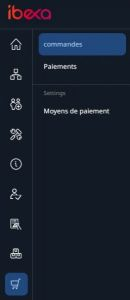 ibexa
commandes
Paiements
Settings
Moyens de paiement